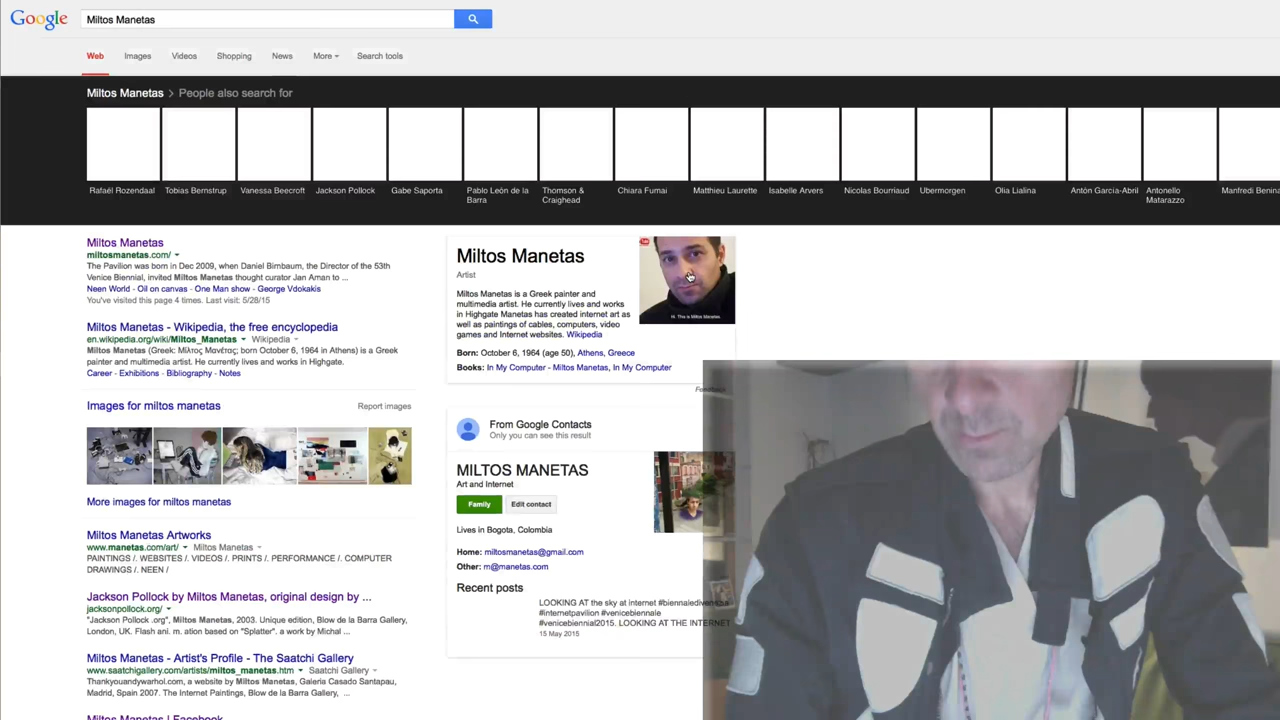 Google
Miltos Manetas
Web Images Videos Shopping News More Search tools
Miltos Manetas > People also search for
Rafaël Rozendaal Tobias Bernstrup Vanessa Beecroft Jackson Pollock Gabe Saporta Pablo León de la Barra Thomson & Craighead Chiara Fumai Matthieu Laurette Isabelle Arvers Nicolas Bourriaud Ubermorgen Olia Lialina Antón García-Abril Antonello Matarazzo Manfredi Benina
Miltos Manetas
miltosmanetas.com/
The Pavilion was born in Dec 2009, when Daniel Birnbaum, the Director of the 53th
Venice Biennial, invited Miltos Manetas thought curator Jan Aman to ...
Neen World - Oil on canvas - One Man show - George Vdokakis
You've visited this page 4 times. Last visit: 5/28/15
Miltos Manetas - Wikipedia, the free encyclopedia
en.wikipedia.org/wiki/Miltos_Manetas Wikipedia
Miltos Manetas (Greek: Μίλτος Μανέτας; born October 6, 1964 in Athens) is a Greek
painter and multimedia artist. He currently lives and works in Highgate.
Career - Exhibitions - Bibliography - Notes
Images for miltos manetas Report images
More images for miltos manetas
Miltos Manetas Artworks
www.manetas.com/art/ Miltos Manetas
PAINTINGS /. WEBSITES /. VIDEOS /. PRINTS /. PERFORMANCE /. COMPUTER
DRAWINGS /. NEEN /
Jackson Pollock by Miltos Manetas, original design by ...
jacksonpollock.org/
"Jackson Pollock .org", Miltos Manetas, 2003. Unique edition, Blow de la Barra Gallery,
London, UK. Flash ani. m. ation based on "Splatter". a work by Michal ...
Miltos Manetas - Artist's Profile - The Saatchi Gallery
www.saatchigallery.com/artists/miltos_manetas.htm Saatchi Gallery
Thankyouandywarhol.com, a website by Miltos Manetas, Galeria Casado Santapau,
Madrid, Spain 2007. The Internet Paintings, Blow de la Barra Gallery, ...
Miltos Manetas | Facebook
Miltos Manetas
Artist
Hi. This is Miltos Manetas.
Miltos Manetas is a Greek painter and
multimedia artist. He currently lives and works
in Highgate Manetas has created internet art as
well as paintings of cables, computers, video
games and Internet websites. Wikipedia
Born: October 6, 1964 (age 50), Athens, Greece
Books: In My Computer - Miltos Manetas, In My Computer
Feedback
From Google Contacts
Only you can see this result
MILTOS MANETAS
Art and Internet
Family Edit contact
Lives in Bogota, Colombia
Home: miltosmanetas@gmail.com
Other: m@manetas.com
Recent posts
LOOKING AT the sky at internet
#internetpavilion #venicebiennale
#venicebiennial2015. LOOKING AT THE INTERNET
15 May 2015